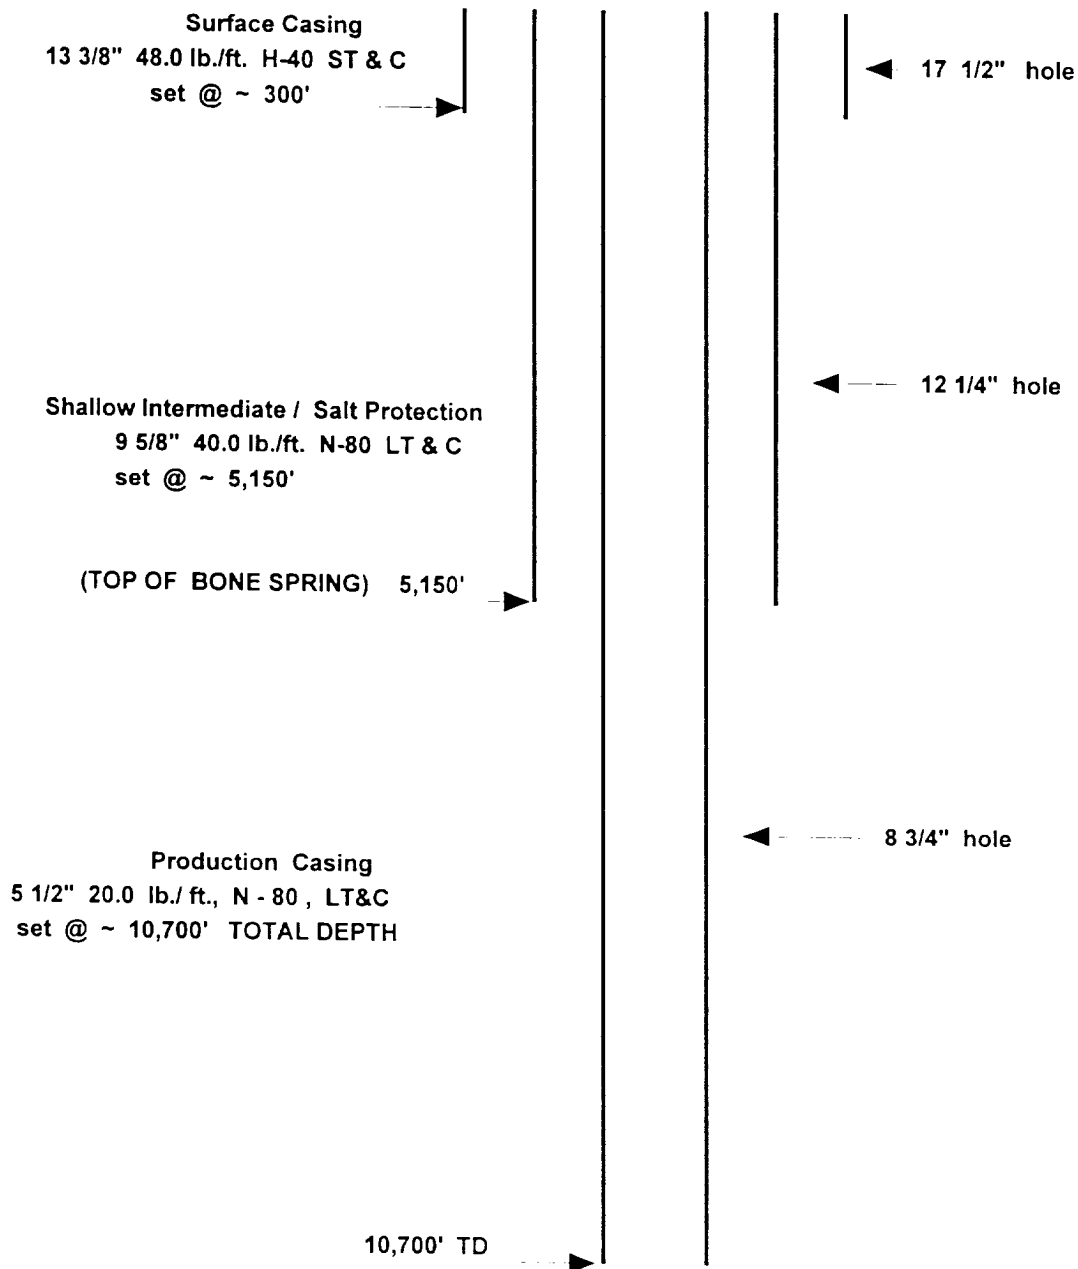 Surface Casing
13 3/8" 48.0 lb./ft. H-40 ST & C
set @ ~ 300'
17 1/2" hole
12 1/4" hole
Shallow Intermediate / Salt Protection
9 5/8" 40.0 lb./ft. N-80 LT & C
set @ ~ 5,150'
(TOP OF BONE SPRING) 5,150'
8 3/4" hole
Production Casing
5 1/2" 20.0 lb./ ft., N - 80 , LT&C
set @ ~ 10,700' TOTAL DEPTH
10,700' TD